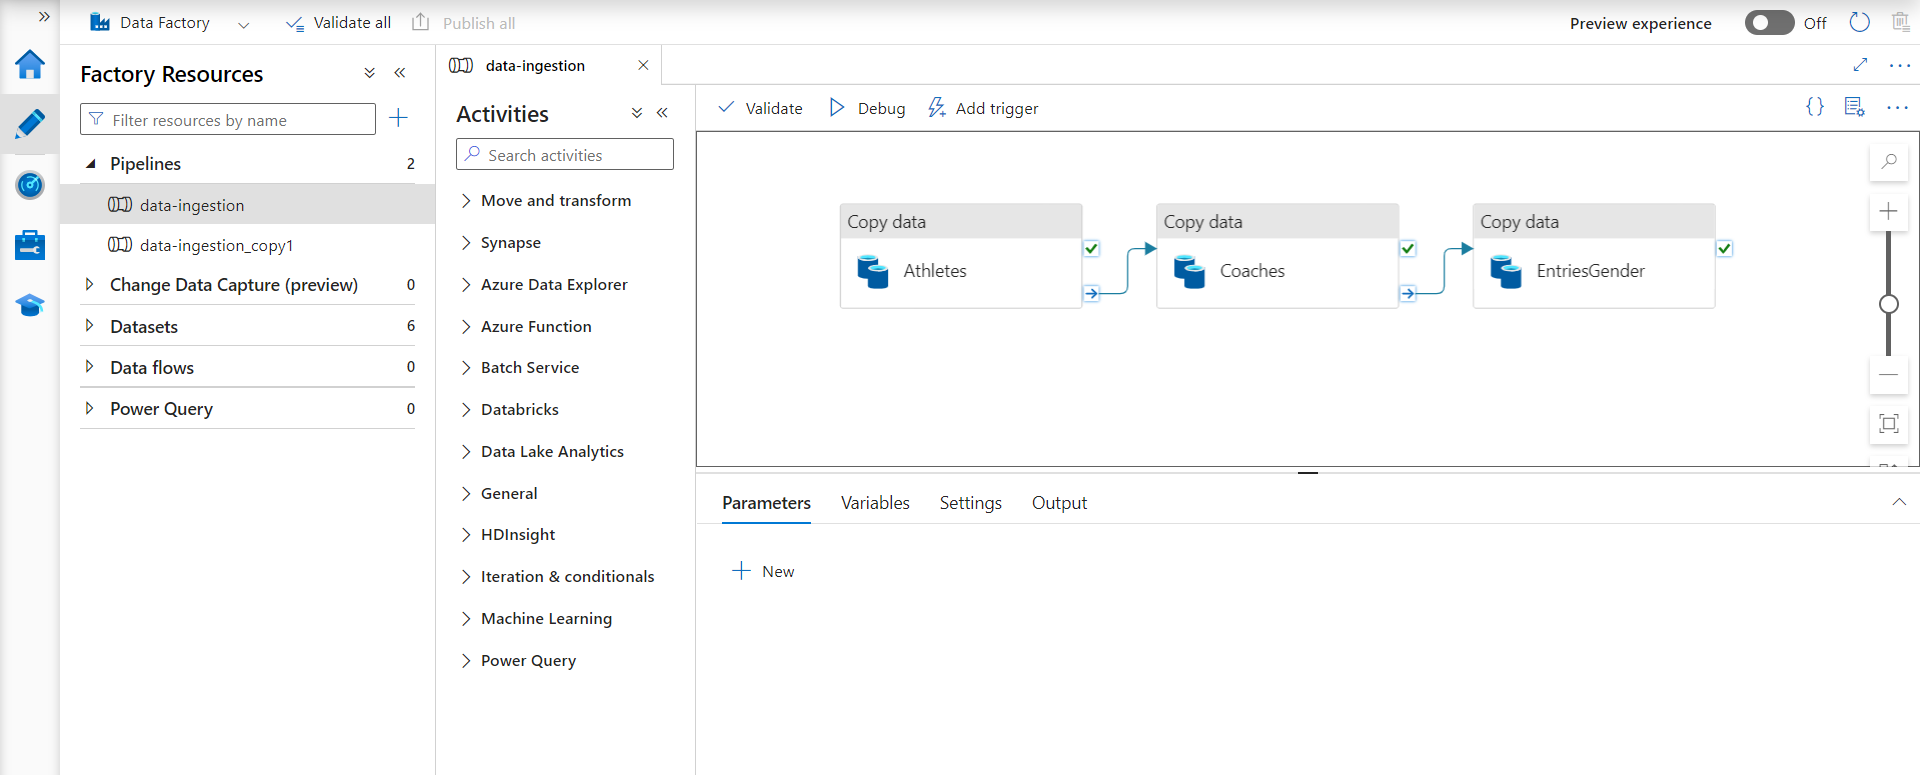 Data Factory
Validate all
Publish all
Preview experience
Off
Factory Resources
Filter resources by name
Pipelines 2
data-ingestion
data-ingestion_copy1
Change Data Capture (preview) 0
Datasets 6
Data flows 0
Power Query 0
data-ingestion
Activities
Search activities
Move and transform
Synapse
Azure Data Explorer
Azure Function
Batch Service
Databricks
Data Lake Analytics
General
HDInsight
Iteration & conditionals
Machine Learning
Power Query
Validate Debug Add trigger
Copy data
Athletes
Copy data
Coaches
Copy data
EntriesGender
Parameters Variables Settings Output
New